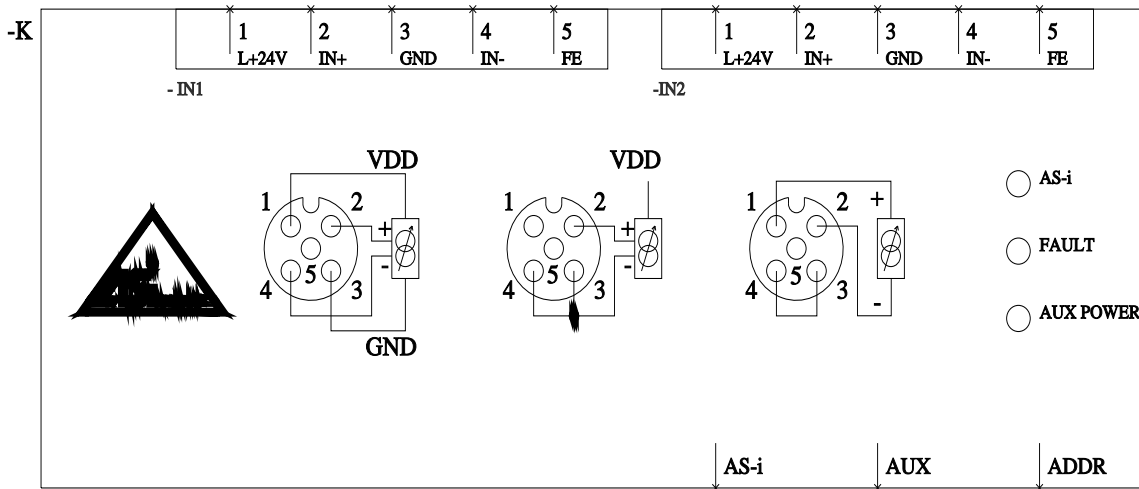 -K
1 2 3 4 5 1 2 3 4 5
L+24V IN+ GND IN- FE L+24V IN+ GND IN- FE
- IN1 -IN2
VDD VDD
AS-i
1 2 1 2 1 2 +
+ +
FAULT
- -
5 5 5
4 3 4 3 4 3 -
AUX POWER
GND
AS-i AUX ADDR